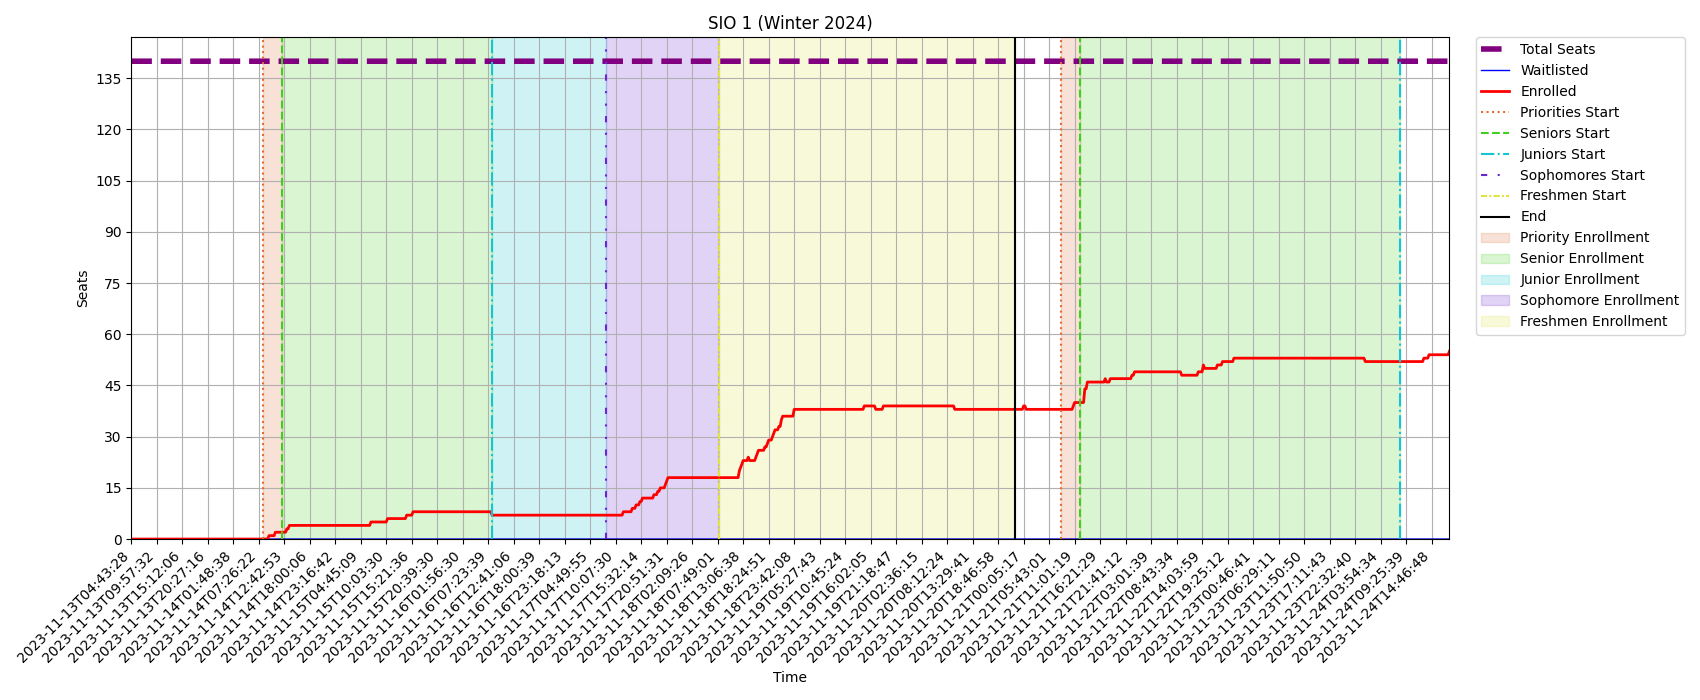 SIO 1 (Winter 2024)
Seats
135
120
105
90
75
60
45
30
15
0
2023-11-13T04:43:28
2023-11-13T09:57:32
2023-11-13T15:12:06
2023-11-13T20:27:16
2023-11-14T01:48:38
2023-11-14T07:26:22
2023-11-14T12:42:53
2023-11-14T18:00:06
2023-11-14T23:16:42
2023-11-15T04:45:09
2023-11-15T10:03:30
2023-11-15T15:21:36
2023-11-15T20:39:30
2023-11-16T01:56:30
2023-11-16T07:23:39
2023-11-16T12:41:06
2023-11-16T18:00:39
2023-11-16T23:18:13
2023-11-17T04:49:55
2023-11-17T10:07:30
2023-11-17T15:32:14
2023-11-17T20:51:31
2023-11-18T02:09:26
2023-11-18T07:49:01
2023-11-18T13:06:38
2023-11-18T18:24:51
2023-11-18T23:42:08
2023-11-19T05:27:43
2023-11-19T10:45:24
2023-11-19T16:02:05
2023-11-19T21:18:47
2023-11-20T02:36:15
2023-11-20T08:12:24
2023-11-20T13:29:41
2023-11-20T18:46:58
2023-11-21T00:05:17
2023-11-21T05:43:01
2023-11-21T11:01:19
2023-11-21T16:21:29
2023-11-21T21:41:12
2023-11-22T03:01:39
2023-11-22T08:43:34
2023-11-22T14:03:59
2023-11-22T19:25:12
2023-11-23T00:46:41
2023-11-23T06:29:11
2023-11-23T11:50:50
2023-11-23T17:11:43
2023-11-23T22:32:40
2023-11-24T03:54:34
2023-11-24T09:25:39
2023-11-24T14:46:48
Time
Total Seats
Waitlisted
Enrolled
Priorities Start
Seniors Start
Juniors Start
Sophomores Start
Freshmen Start
End
Priority Enrollment
Senior Enrollment
Junior Enrollment
Sophomore Enrollment
Freshmen Enrollment